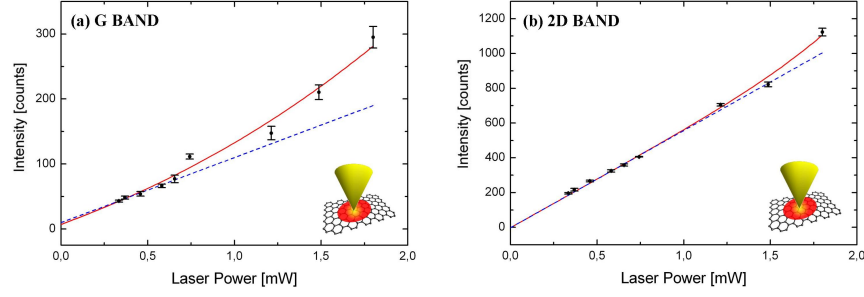 (a) G BAND
300
200
100
0
Intensity [counts]
0,0 0,5 1,0 1,5 2,0
Laser Power [mW]
(b) 2D BAND
1200
1000
800
600
400
200
0
Intensity [counts]
0,0 0,5 1,0 1,5 2,0
Laser Power [mW]